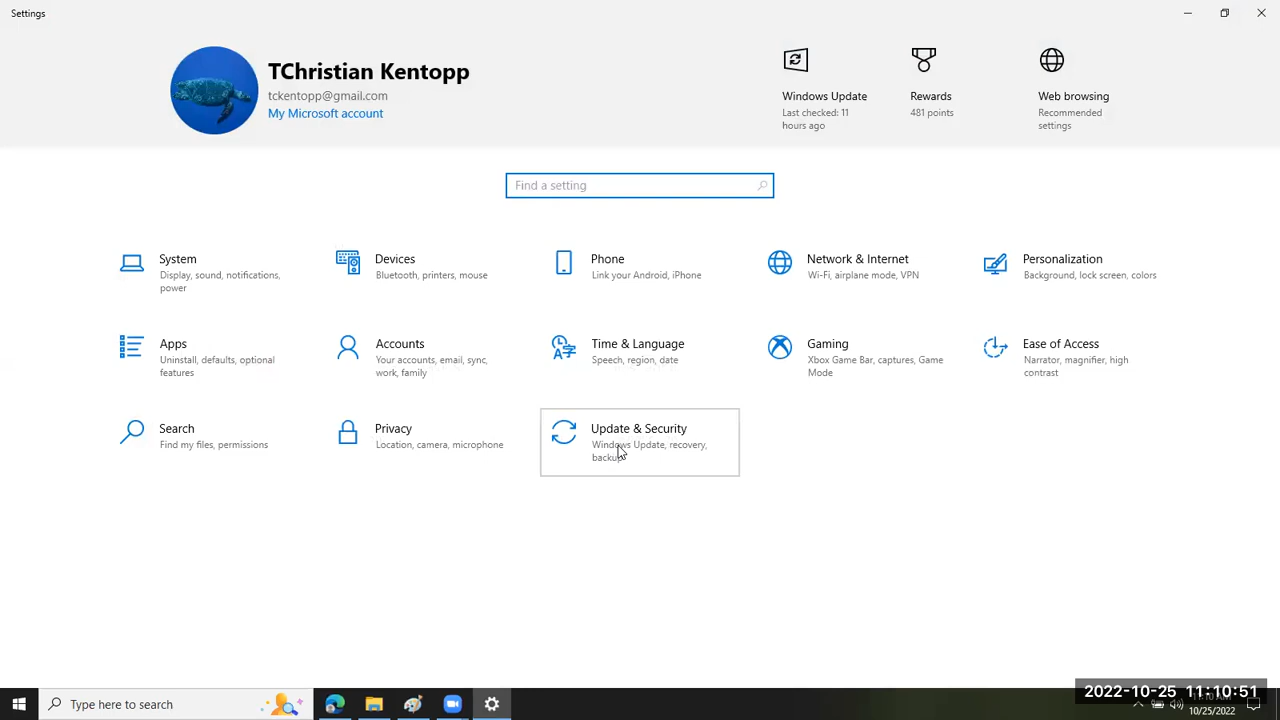 Settings
TChristian Kentopp
tckentopp@gmail.com
My Microsoft account
Windows Update
Last checked: 11
hours ago
Rewards
481 points
Web browsing
Recommended
settings
Find a setting
System
Display, sound, notifications,
power
Devices
Bluetooth, printers, mouse
Phone
Link your Android, iPhone
Network & Internet
Wi-Fi, airplane mode, VPN
Personalization
Background, lock screen, colors
Apps
Uninstall, defaults, optional
features
Accounts
Your accounts, email, sync,
work, family
Time & Language
Speech, region, date
Gaming
Xbox Game Bar, captures, Game
Mode
Ease of Access
Narrator, magnifier, high
contrast
Search
Find my files, permissions
Privacy
Location, camera, microphone
Update & Security
Windows Update, recovery,
backup
Type here to search
2022-10-25 11:10:51
10/25/2022